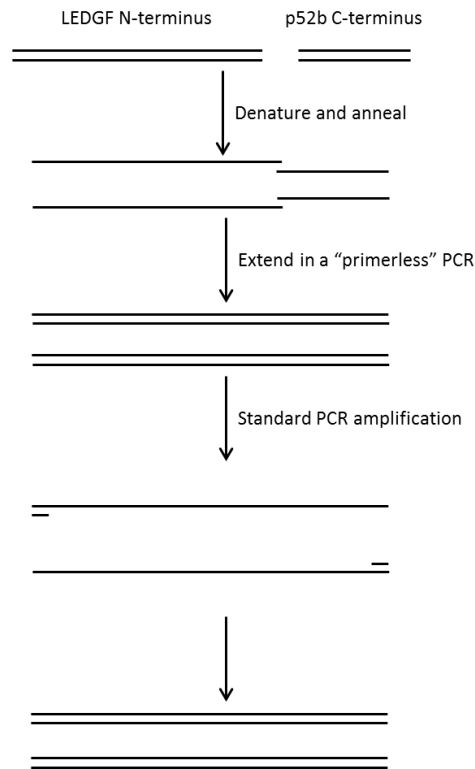 LEDGF N-terminus
p52b C-terminus
Denature and anneal
Extend in a “primerless” PCR
Standard PCR amplification